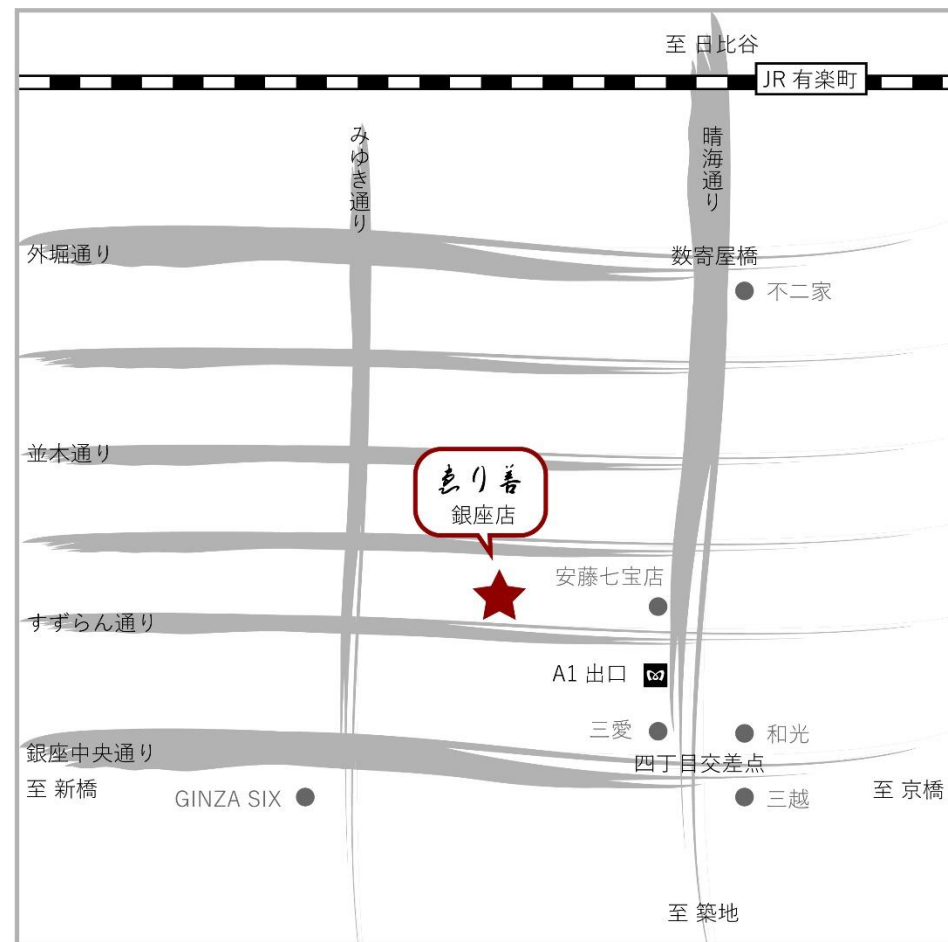 至 日比谷
JR 有楽町
みゆき通り
晴海通り
外堀通り
数寄屋橋
不二家
並木通り
ゑり善
銀座店
安藤七宝店
すずらん通り
A1 出口
三愛
和光
銀座中央通り
四丁目交差点
至 新橋
GINZA SIX
三越
至 京橋
至 築地